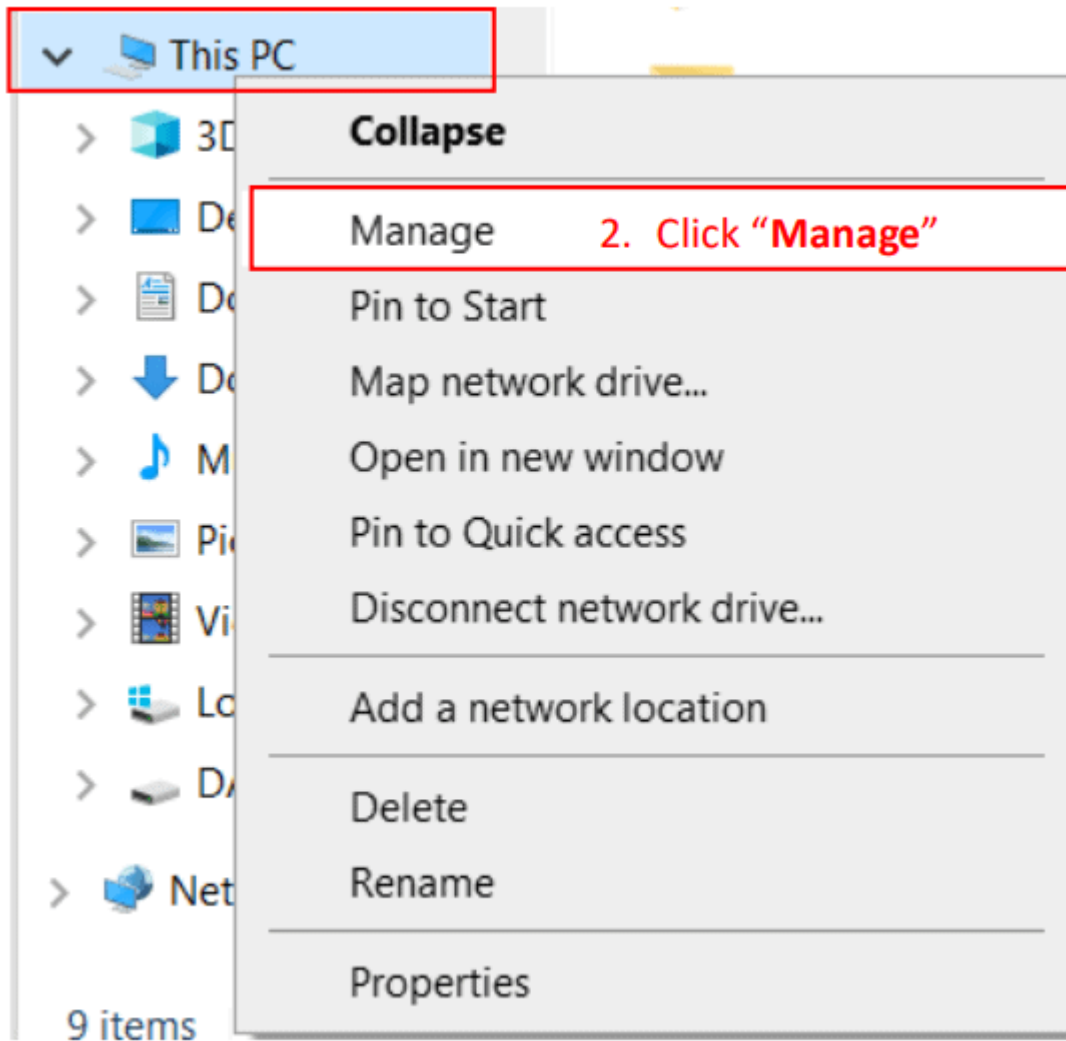 This PC
Collapse
Manage 2. Click “Manage”
Pin to Start
Map network drive...
Open in new window
Pin to Quick access
Disconnect network drive...
Add a network location
Delete
Rename
Properties
9 items